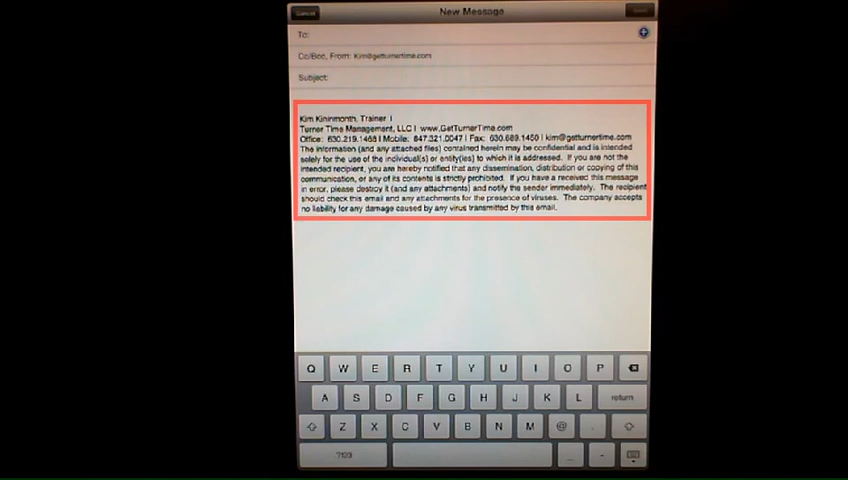 Cancel
New Message
To:
Cc/Bcc, From: Kim@getturnertime.com
Subject:
Kim Kininmonth, Trainer |
Turner Time Management, LLC | www.GetTurnerTime.com
Office: 630.219.1468 | Mobile: 847.321.0047 | Fax: 630.689.1450 | kim@getturnertime.com
The information (and any attached files) contained herein may be confidential and is intended
solely for the use of the individual(s) or entity(ies) to which it is addressed. If you are not the
intended recipient, you are hereby notified that any dissemination, distribution or copying of this
communication, or any of its contents is strictly prohibited. If you have a received this message
in error, please destroy it (and any attachments) and notify the sender immediately. The recipient
should check this email and any attachments for the presence of viruses. The company accepts
no liability for any damage caused by any virus transmitted by this email.
Q W E R T Y U I O P
A S D F G H J K L return
Z X C V B N M @ .
.?123 _ -